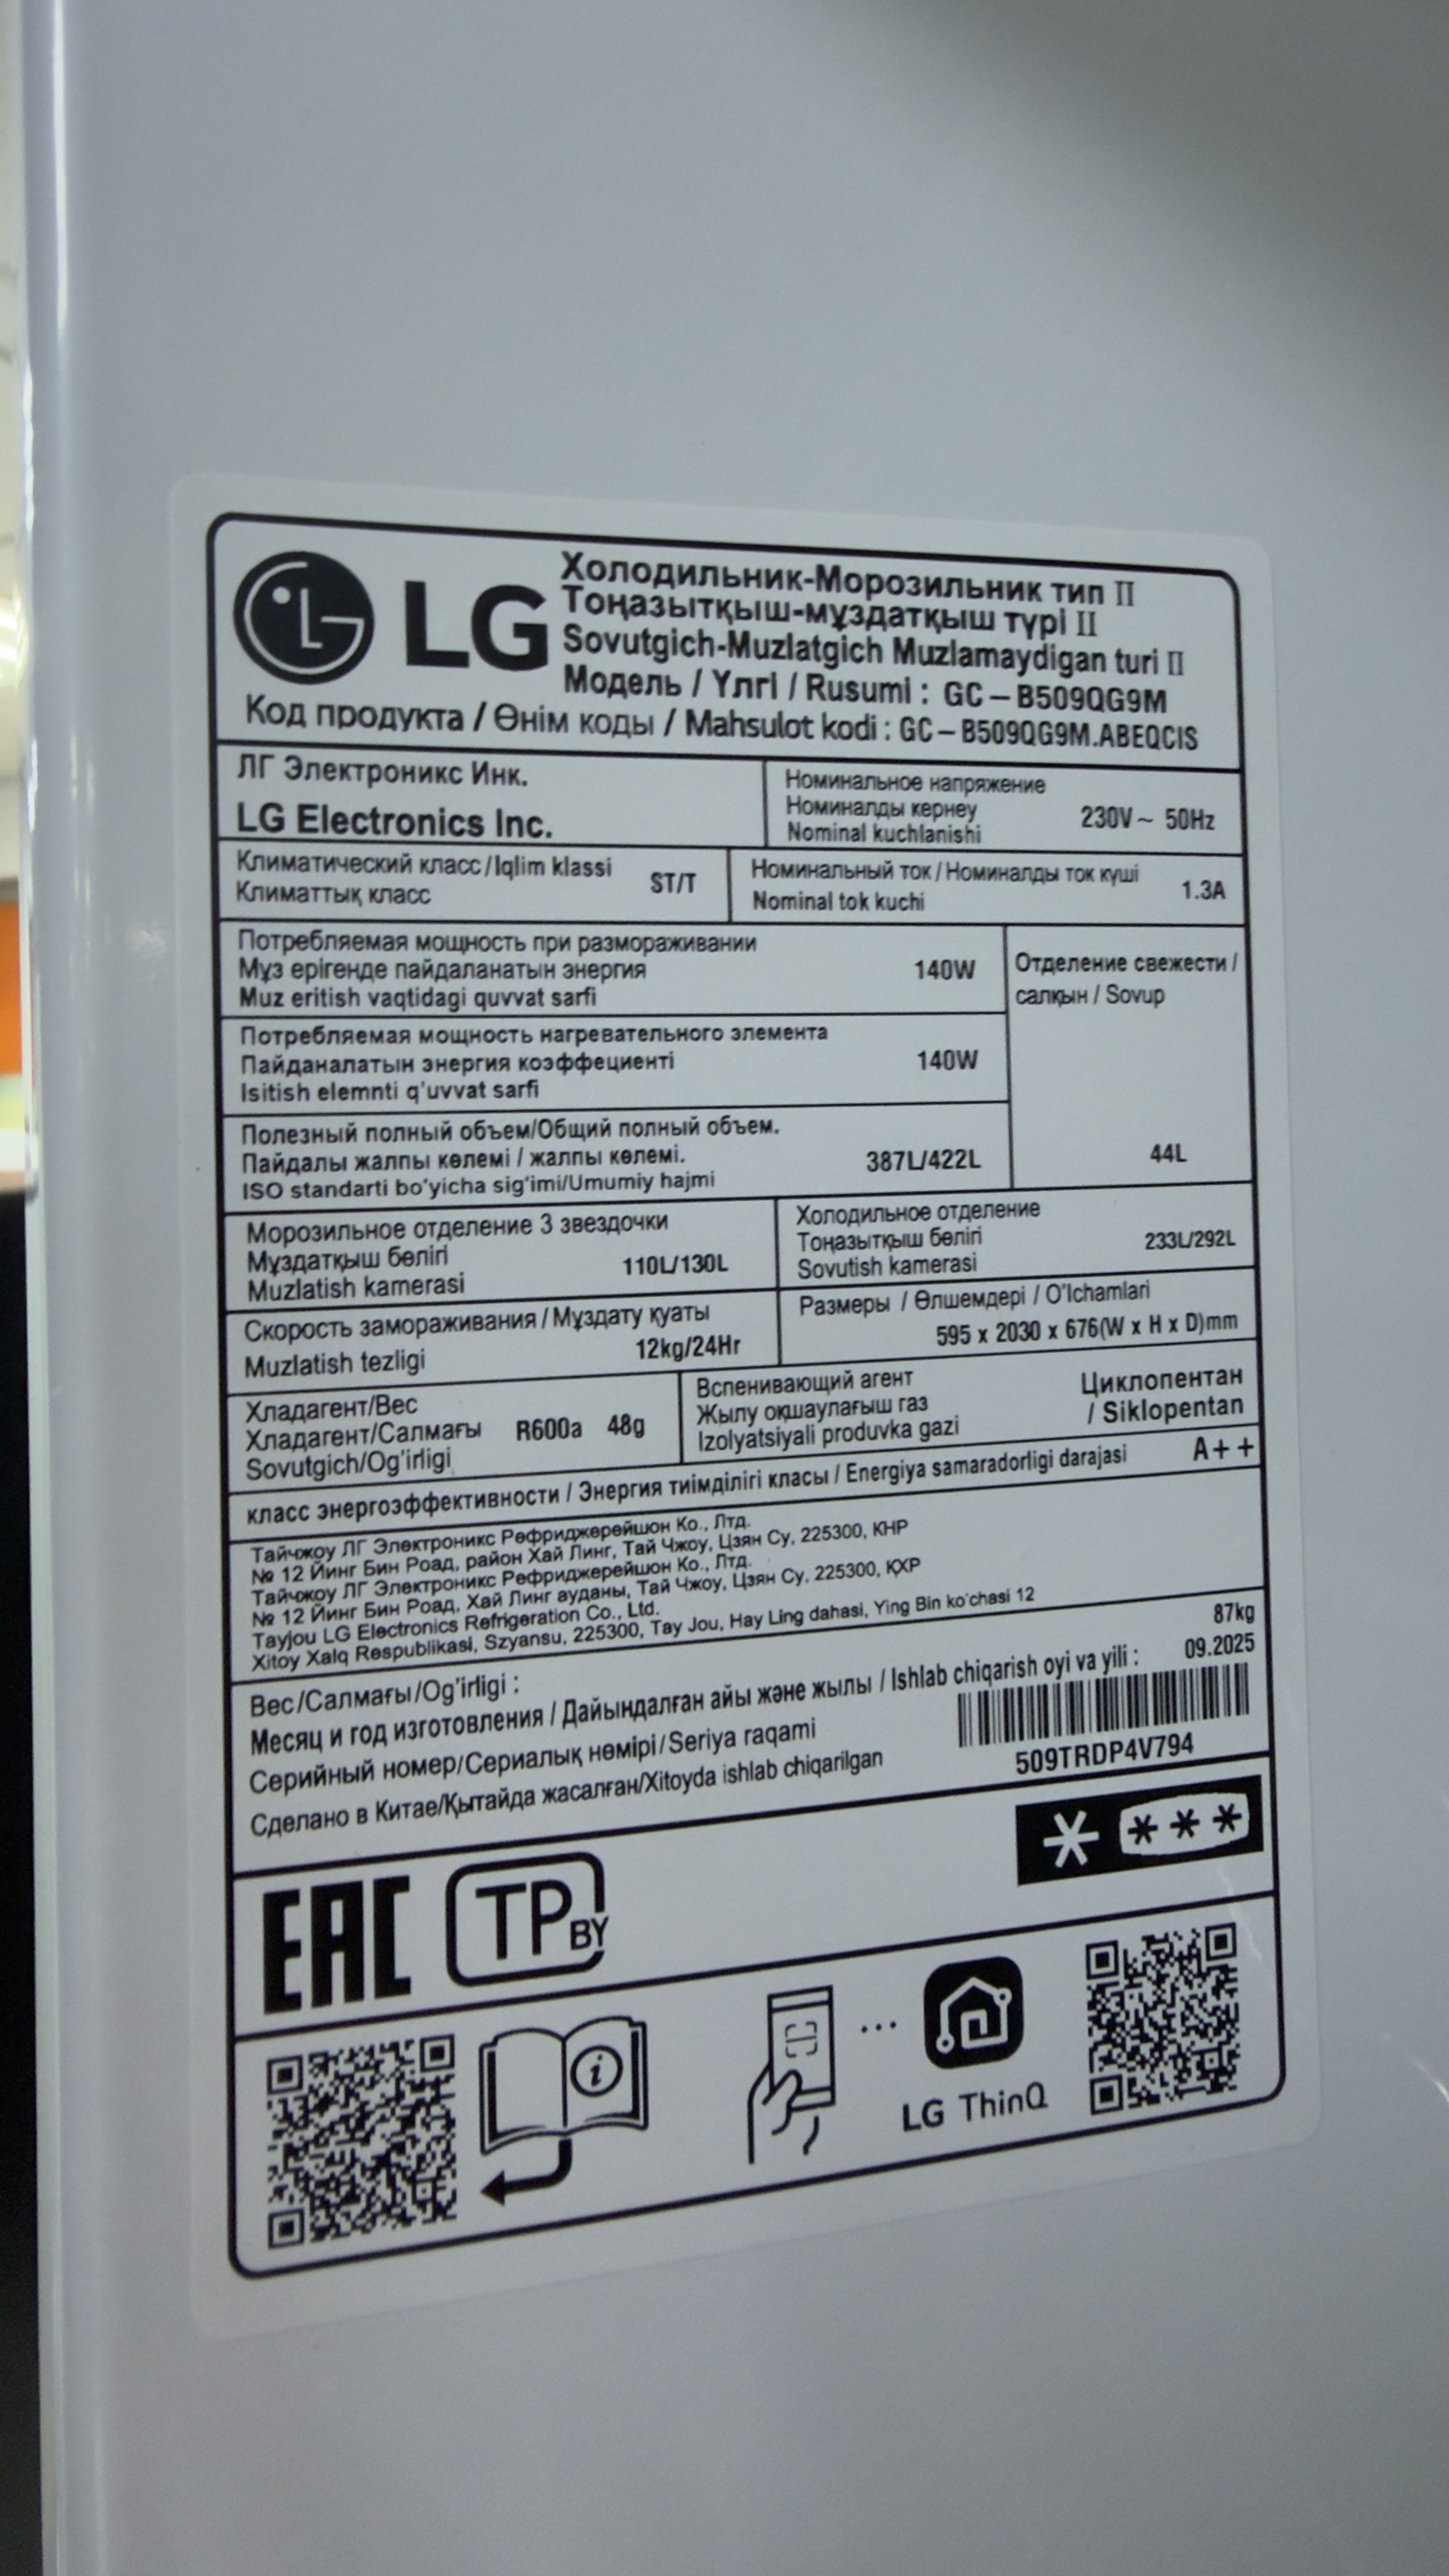 LG
Холодильник-Морозильник тип II
Тоңазытқыш-мұздатқыш түрі II
Sovutgich-Muzlatgich Muzlamaydigan turi II
Модель / Үлгі / Rusumi : GC – B509QG9M
Код продукта / Өнім коды / Mahsulot kodi : GC – B509QG9M.ABEQCIS
ЛГ Электроникс Инк.
LG Electronics Inc.
Номинальное напряжение
Номиналды кернеу
Nominal kuchlanishi
230V ~ 50Hz
Климатический класс / Iqlim klassi
Климаттық класс
ST/T
Номинальный ток / Номиналды ток күші
Nominal tok kuchi
1.3A
Потребляемая мощность при размораживании
Мұз ерігенде пайдаланатын энергия
Muz eritish vaqtidagi quvvat sarfi
140W
Отделение свежести /
салқын / Sovup
44L
Потребляемая мощность нагревательного элемента
Пайданалатын энергия коэффециенті
Isitish elemnti q'uvvat sarfi
140W
Полезный полный объем/Общий полный объем.
Пайдалы жалпы көлемі / жалпы көлемі.
ISO standarti bo'yicha sig'imi/Umumiy hajmi
387L/422L
Морозильное отделение 3 звездочки
Мұздатқыш бөлігі
Muzlatish kamerasi
110L/130L
Холодильное отделение
Тоңазытқыш бөлігі
Sovutish kamerasi
233L/292L
Скорость замораживания / Мұздату қуаты
Muzlatish tezligi
12kg/24Hr
Размеры / Өлшемдері / O'lchamlari
595 x 2030 x 676(W x H x D)mm
Хладагент/Вес
Хладагент/Салмағы
Sovutgich/Og'irligi
R600a 48g
Вспенивающий агент
Жылу оқшаулағыш газ
Izolyatsiyali produvka gazi
Циклопентан
/ Siklopentan
класс энергоэффективности / Энергия тиімділігі класы / Energiya samaradorligi darajasi A++
Тайчжоу ЛГ Электроникс Рефриджерейшон Ко., Лтд.
№ 12 Йинг Бин Роад, район Хай Линг, Тай Чжоу, Цзян Су, 225300, КНР
Тайчжоу ЛГ Электроникс Рефриджерейшон Ко., Лтд.
№ 12 Йинг Бин Роад, Хай Линг ауданы, Тай Чжоу, Цзян Су, 225300, ҚХР
Tayjou LG Electronics Refrigeration Co., Ltd.
Xitoy Xalq Respublikasi, Szyansu, 225300, Tay Jou, Hay Ling dahasi, Ying Bin ko'chasi 12
Вес/Салмағы/Og'irligi : 87kg
Месяц и год изготовления / Дайындалған айы және жылы / Ishlab chiqarish oyi va yili : 09.2025
Серийный номер/Сериалық нөмірі/Seriya raqami
509TRDP4V794
Сделано в Китае/Қытайда жасалған/Xitoyda ishlab chiqarilgan
EAC
TP BY
LG ThinQ